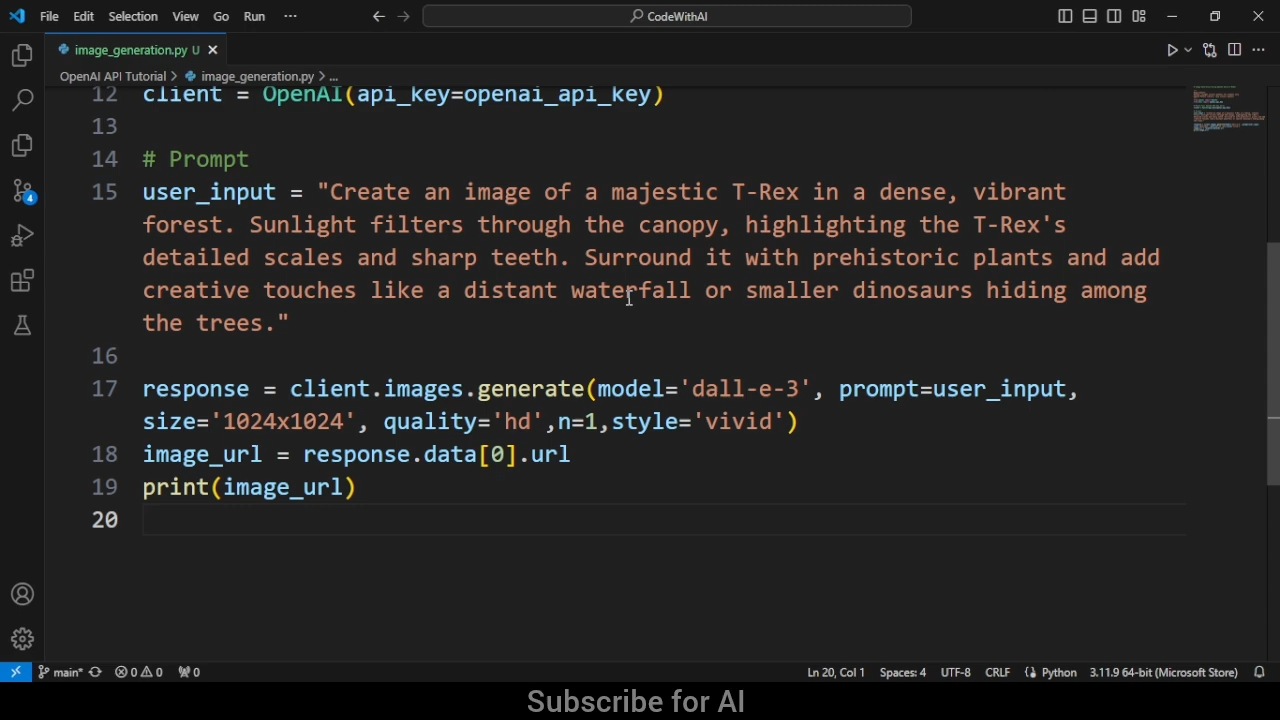 File Edit Selection View Go Run ··· CodeWithAI
image_generation.py U
OpenAI API Tutorial > image_generation.py > ...
12 client = OpenAI(api_key=openai_api_key)
13
14 # Prompt
15 user_input = "Create an image of a majestic T-Rex in a dense, vibrant
forest. Sunlight filters through the canopy, highlighting the T-Rex's
detailed scales and sharp teeth. Surround it with prehistoric plants and add
creative touches like a distant waterfall or smaller dinosaurs hiding among
the trees."
16
17 response = client.images.generate(model='dall-e-3', prompt=user_input,
size='1024x1024', quality='hd',n=1,style='vivid')
18 image_url = response.data[0].url
19 print(image_url)
20
4
main* 0 0 0 Ln 20, Col 1 Spaces: 4 UTF-8 CRLF Python 3.11.9 64-bit (Microsoft Store)
Subscribe for AI